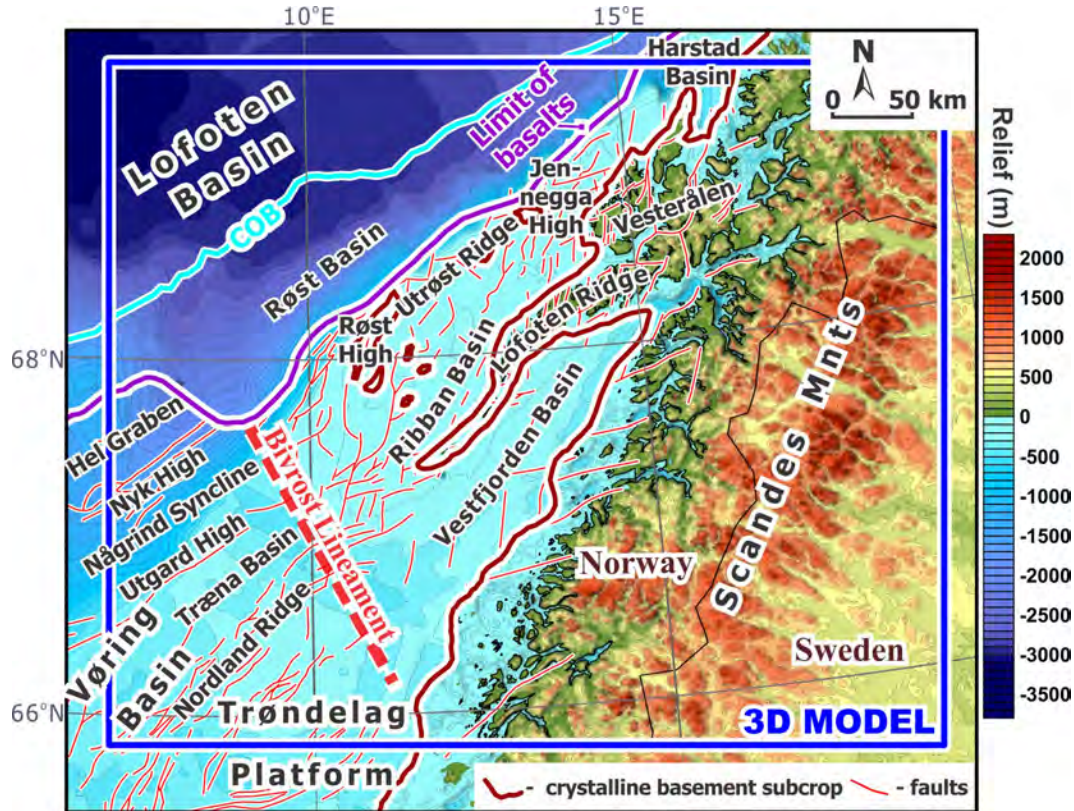 10°E
15°E
Harstad
Basin
N
0 50 km
Limit of
basalts
Lofoten
Basin
COB
Jen-
negga
High
Vesterålen
Røst Basin
Utrøst Ridge
Røst
High
Lofoten Ridge
Ribban Basin
68°N
Vestfjorden Basin
Hel Graben
Nyk High
Någrind Syncline
Utgard High
Træna Basin
Nordland Ridge
Bivrost Lineament
Vøring
Basin
Trøndelag
Platform
66°N
Norway
Sweden
Scandes Mnts
3D MODEL
- crystalline basement subcrop
- faults
Relief (m)
2000
1500
1000
500
0
-500
-1000
-1500
-2000
-2500
-3000
-3500